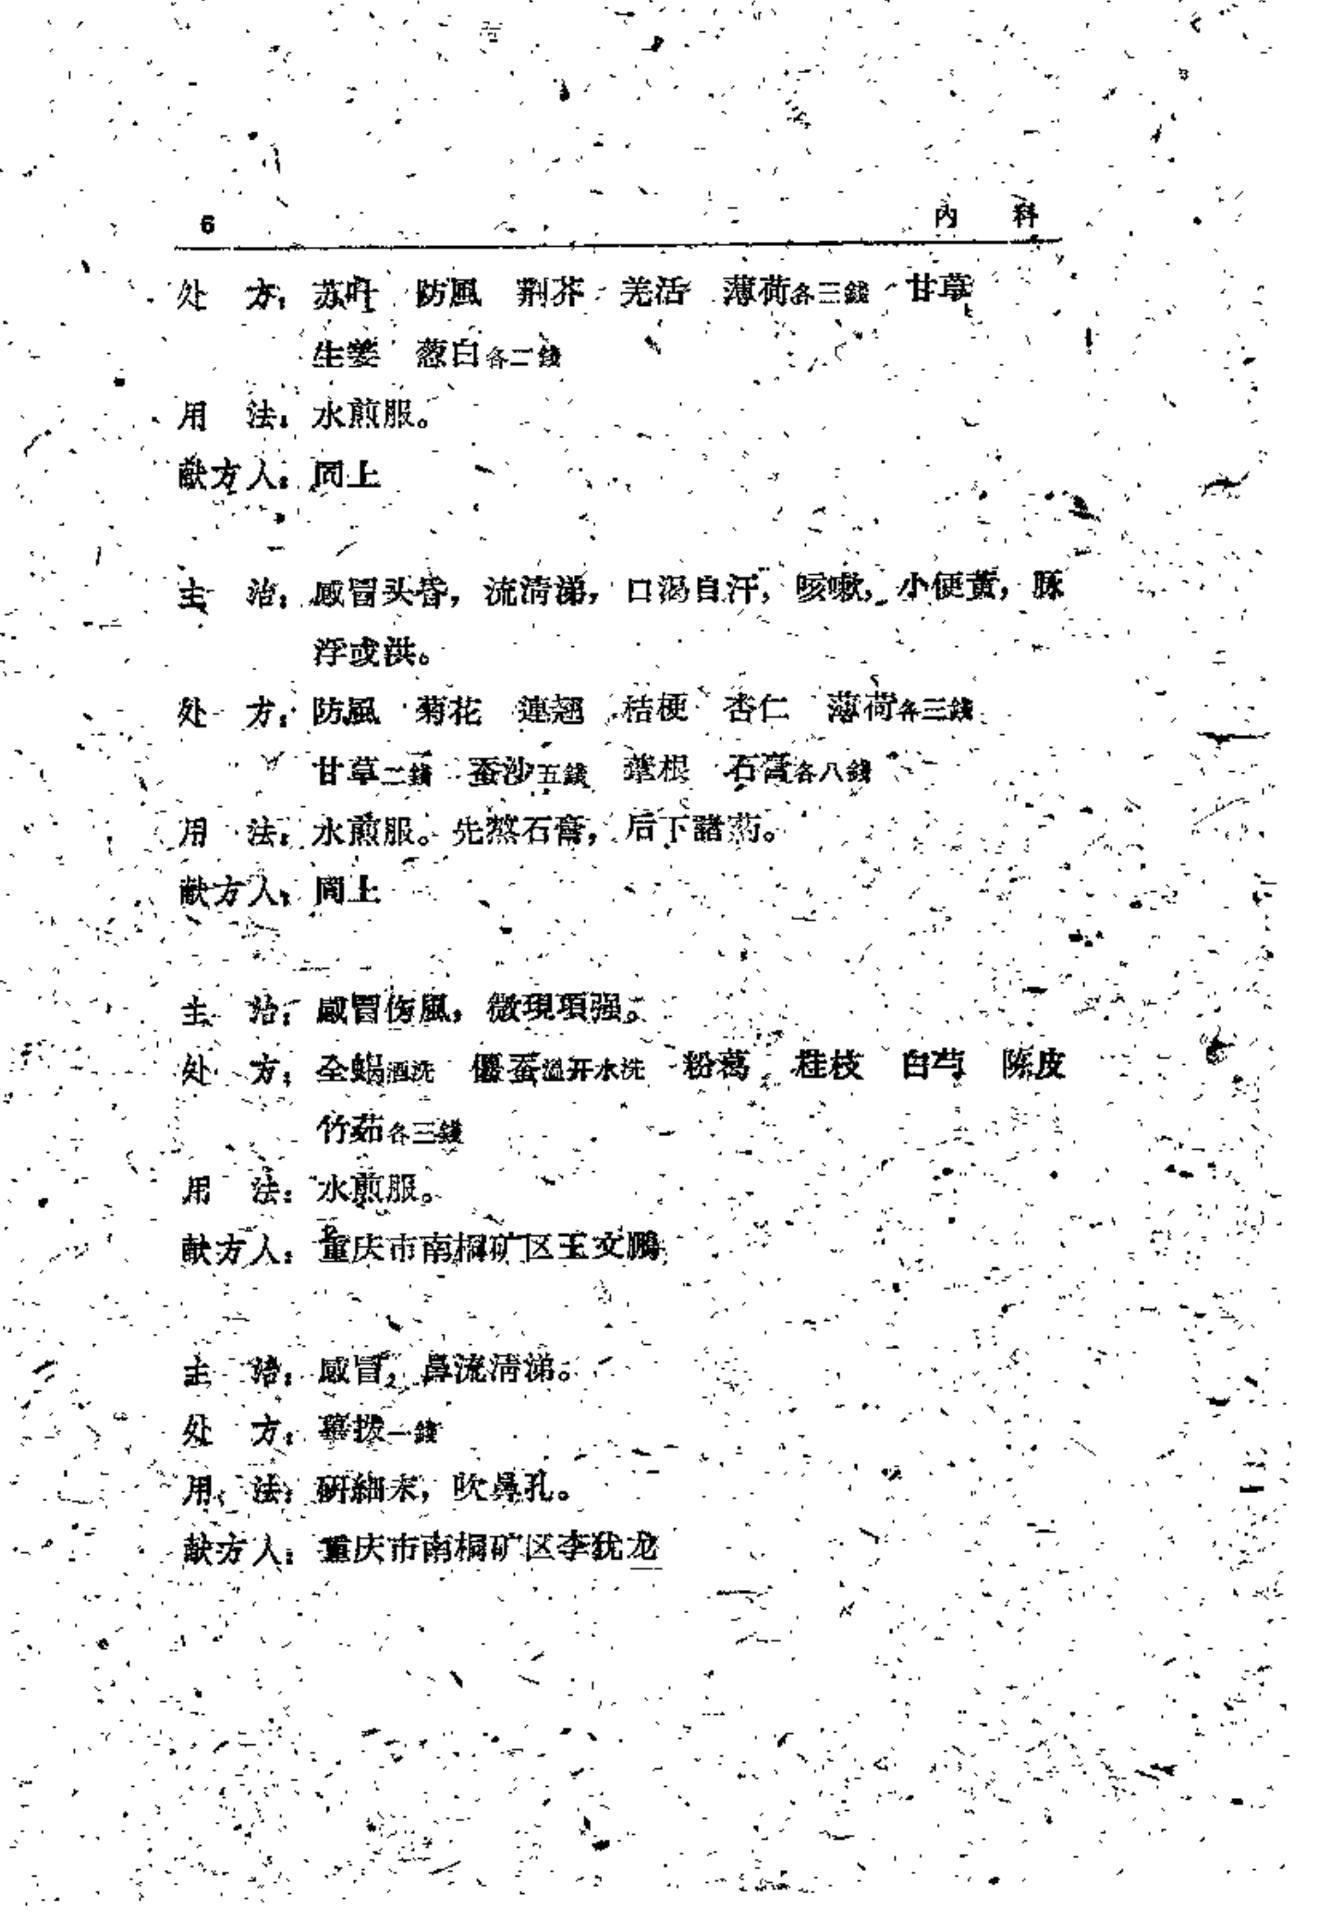 6 內 科
处 方：苏叶 防風 荆芥 羌活 薄荷各三錢 甘草
生姜 葱白各二錢
用 法：水煎服。
献方人：同上
主 治：感冒头昏，流清涕，口渴自汗，咳嗽，小便黄，脉
浮或洪。
处 方：防風 菊花 連翘 桔梗 杏仁 薄荷各三錢
甘草二錢 蚕沙五錢 葦根 石膏各八錢
用 法：水煎服。先熬石膏，后下諸药。
献方人：同上
主 治：感冒伤風，微現項强。
处 方：全蝎酒洗 僵蚕温开水洗 粉葛 桂枝 白芍 陈皮
竹茹各三錢
用 法：水煎服。
献方人：重庆市南桐矿区王文鵬
主 治：感冒，鼻流清涕。
处 方：蓽拨一錢
用 法：研細末，吹鼻孔。
献方人：重庆市南桐矿区李犹龙